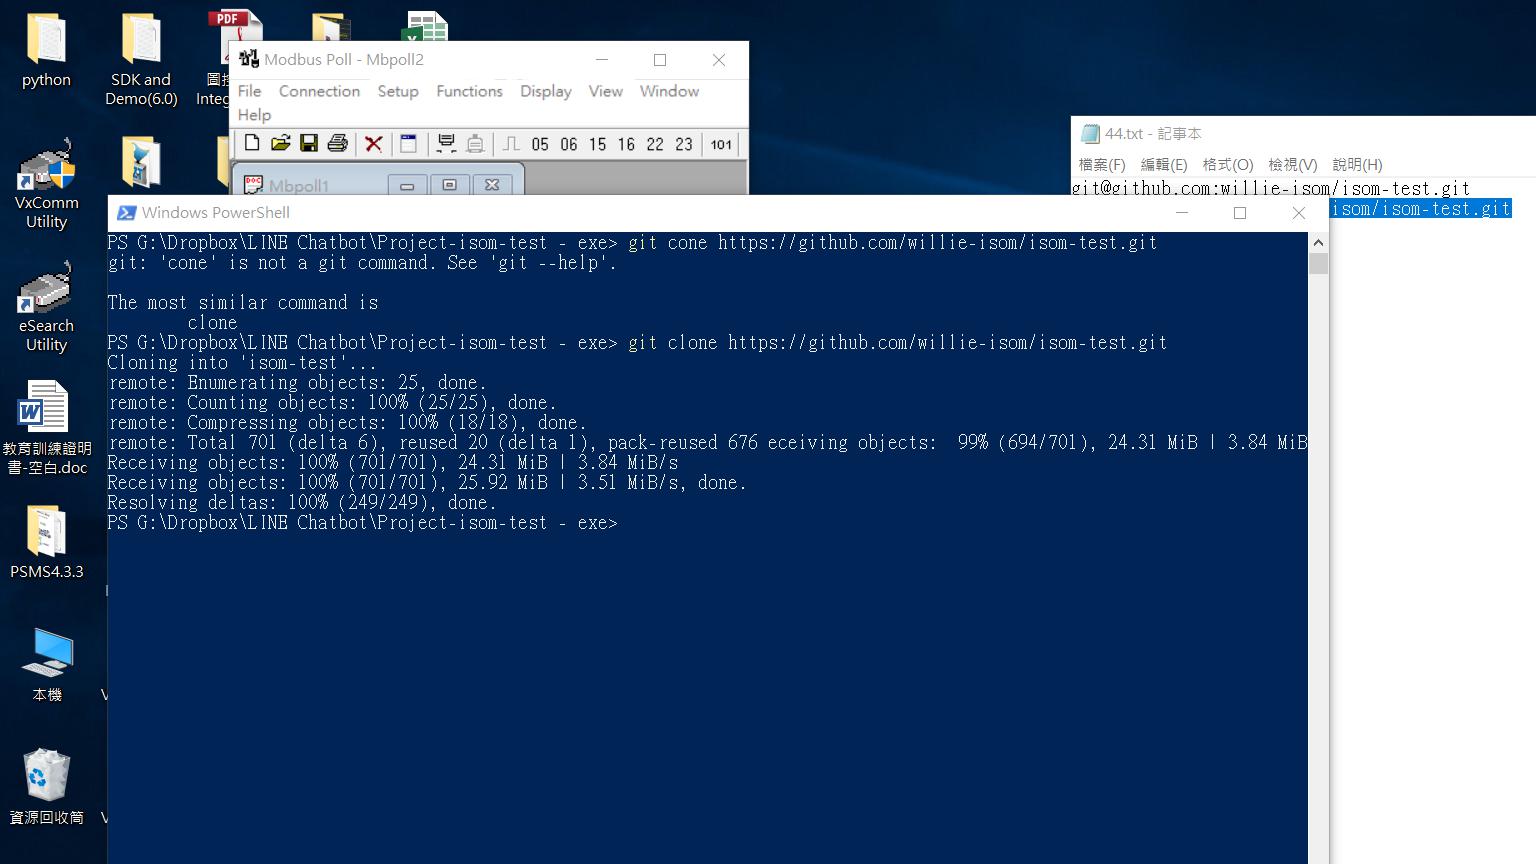 python
SDK and
Demo(6.0)
PDF
Integ
VxComm
Utility
eSearch
Utility
教育訓練證明
書-空白.doc
PSMS4.3.3
本機
資源回收筒
Modbus Poll - Mbpoll2
File Connection Setup Functions Display View Window
Help
05 06 15 16 22 23 101
Mbpoll1
44.txt - 記事本
檔案(F) 編輯(E) 格式(O) 檢視(V) 說明(H)
git@github.com:willie-isom/isom-test.git
isom/isom-test.git
Windows PowerShell
PS G:\Dropbox\LINE Chatbot\Project-isom-test - exe> git cone https://github.com/willie-isom/isom-test.git
git: 'cone' is not a git command. See 'git --help'.
The most similar command is
clone
PS G:\Dropbox\LINE Chatbot\Project-isom-test - exe> git clone https://github.com/willie-isom/isom-test.git
Cloning into 'isom-test'...
remote: Enumerating objects: 25, done.
remote: Counting objects: 100% (25/25), done.
remote: Compressing objects: 100% (18/18), done.
remote: Total 701 (delta 6), reused 20 (delta 1), pack-reused 676 eceiving objects:  99% (694/701), 24.31 MiB | 3.84 MiB
Receiving objects: 100% (701/701), 24.31 MiB | 3.84 MiB/s
Receiving objects: 100% (701/701), 25.92 MiB | 3.51 MiB/s, done.
Resolving deltas: 100% (249/249), done.
PS G:\Dropbox\LINE Chatbot\Project-isom-test - exe>